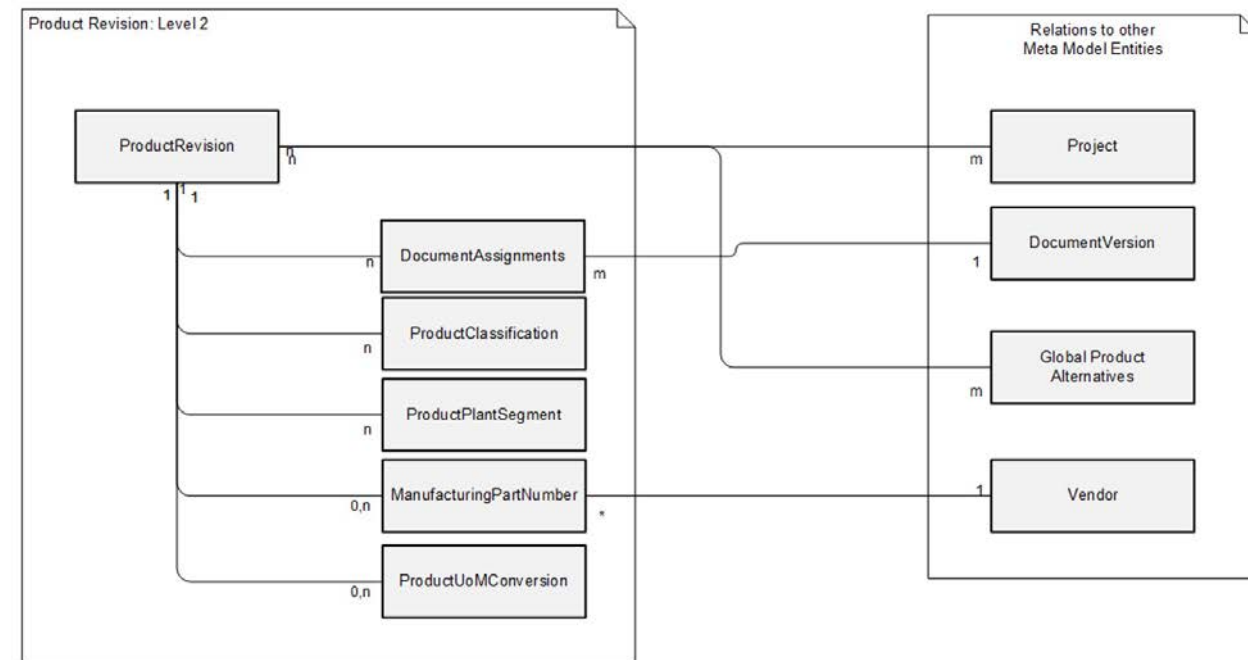 Product Revision: Level 2
Relations to other
Meta Model Entities
ProductRevision
n
n
1
1
1
m
Project
n
DocumentAssignments
m
1
DocumentVersion
n
ProductClassification
m
Global Product
Alternatives
n
ProductPlantSegment
0,n
ManufacturingPartNumber
*
1
Vendor
0,n
ProductUoMConversion